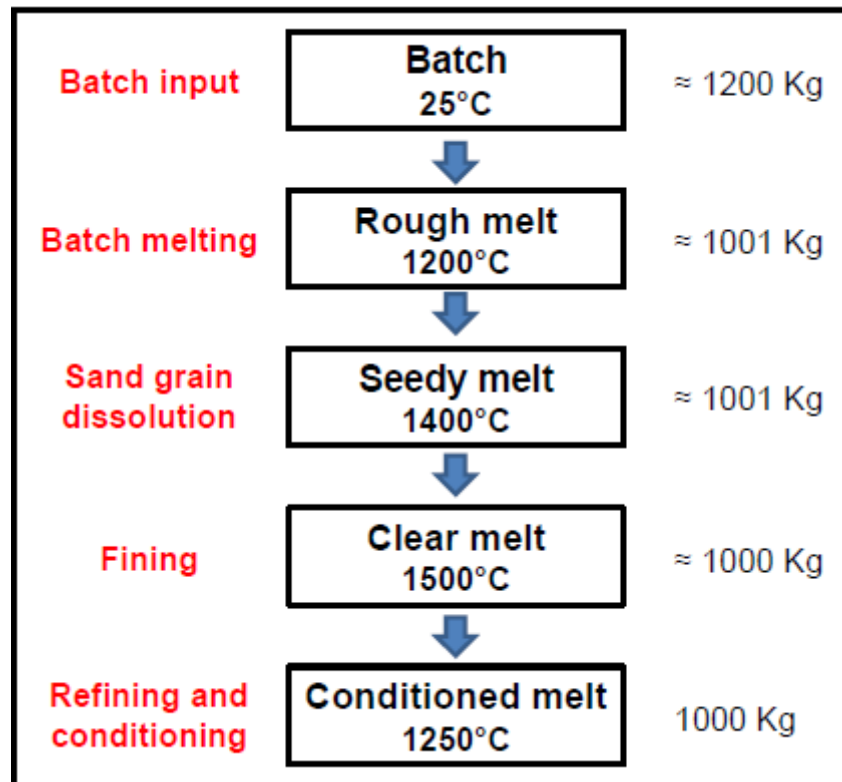 Batch input
Batch
25°C
≈ 1200 Kg
Batch melting
Rough melt
1200°C
≈ 1001 Kg
Sand grain
dissolution
Seedy melt
1400°C
≈ 1001 Kg
Fining
Clear melt
1500°C
≈ 1000 Kg
Refining and
conditioning
Conditioned melt
1250°C
1000 Kg